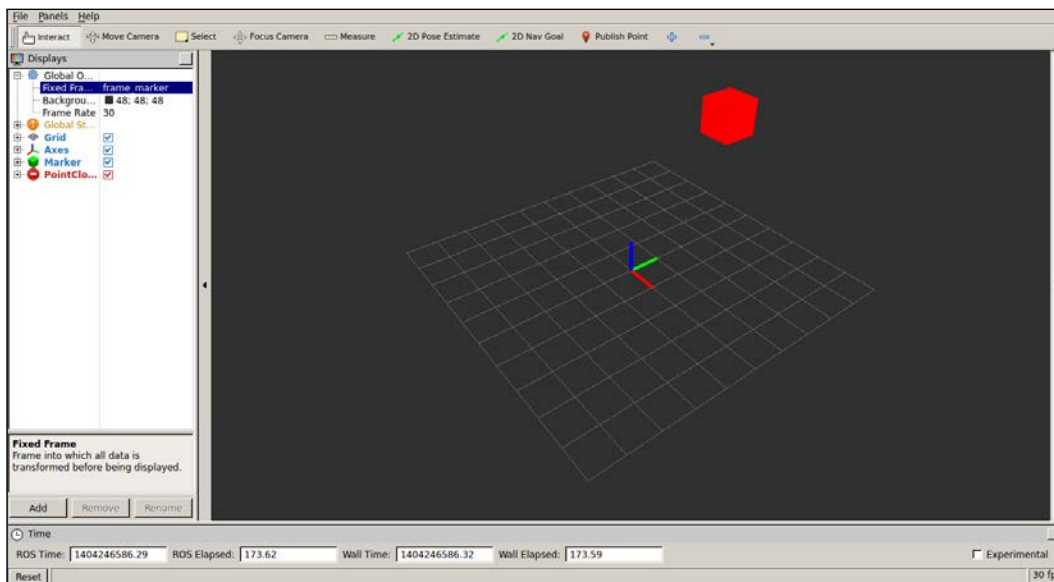 File Panels Help
Interact Move Camera Select Focus Camera Measure 2D Pose Estimate 2D Nav Goal Publish Point
Displays
Global O...
Fixed Fra... frame_marker
Backgrou... 48; 48; 48
Frame Rate 30
Global St...
Grid
Axes
Marker
PointClo...
Fixed Frame
Frame into which all data is
transformed before being displayed.
Add Remove Rename
Time
ROS Time: 1404246586.29 ROS Elapsed: 173.62 Wall Time: 1404246586.32 Wall Elapsed: 173.59 Experimental
Reset 30 fp